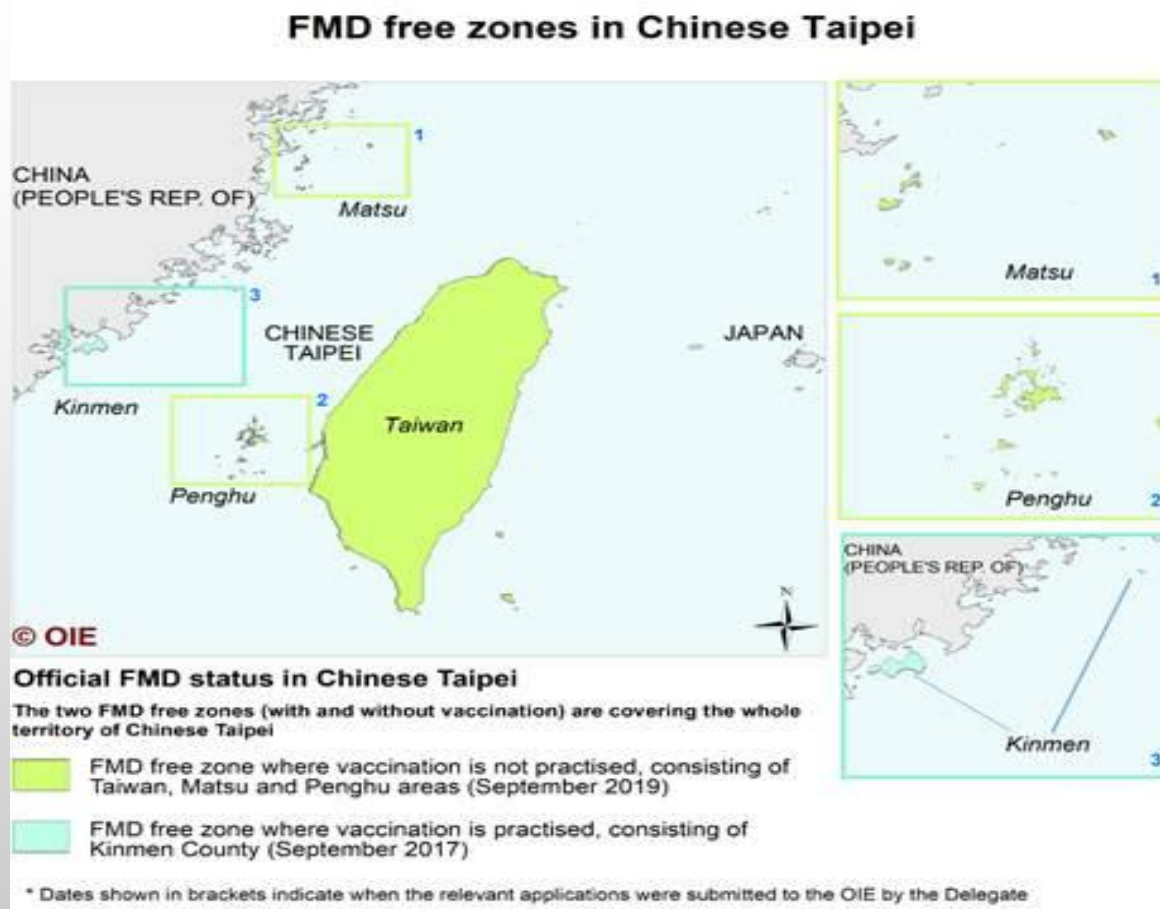 FMD free zones in Chinese Taipei
CHINA
(PEOPLE'S REP. OF)
1
Matsu
3
CHINESE
TAIPEI
JAPAN
Kinmen
2
Taiwan
Penghu
N
© OIE
Matsu
1
Penghu
2
CHINA
(PEOPLE'S REP. OF)
Kinmen
3
Official FMD status in Chinese Taipei
The two FMD free zones (with and without vaccination) are covering the whole
territory of Chinese Taipei
FMD free zone where vaccination is not practised, consisting of
Taiwan, Matsu and Penghu areas (September 2019)
FMD free zone where vaccination is practised, consisting of
Kinmen County (September 2017)
* Dates shown in brackets indicate when the relevant applications were submitted to the OIE by the Delegate